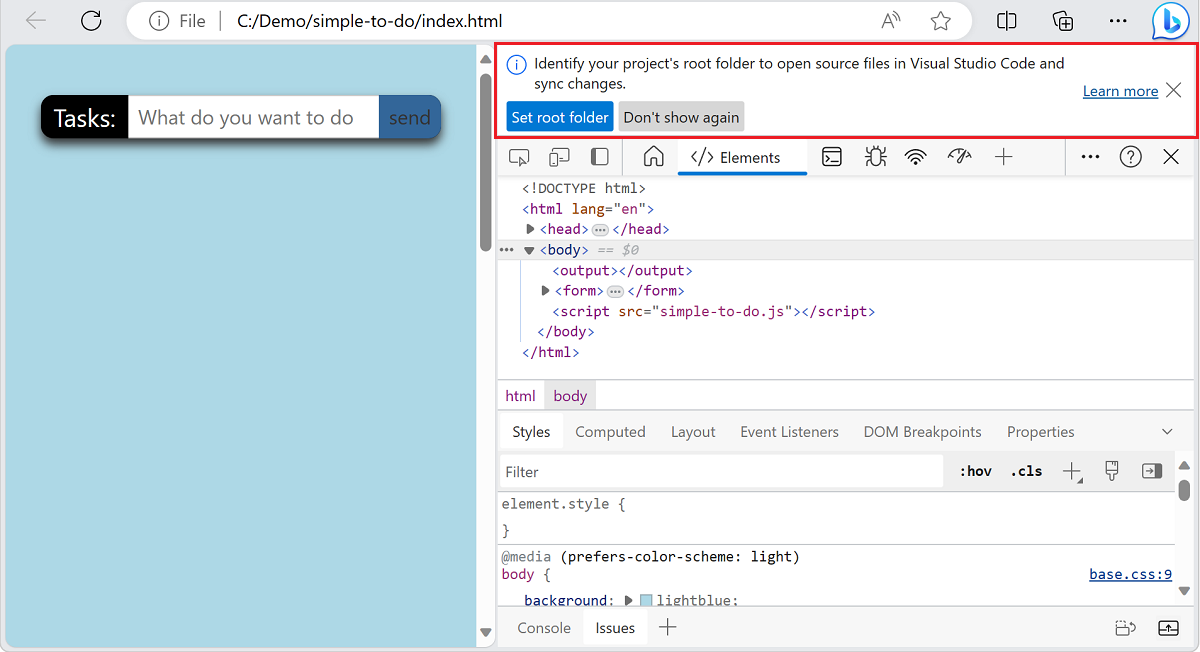 File | C:/Demo/simple-to-do/index.html
Tasks: What do you want to do send
Identify your project's root folder to open source files in Visual Studio Code and
sync changes.
Learn more
Set root folder Don't show again
</> Elements
<!DOCTYPE html>
<html lang="en">
<head> ••• </head>
••• <body> == $0
<output></output>
<form> ••• </form>
<script src="simple-to-do.js"></script>
</body>
</html>
html body
Styles Computed Layout Event Listeners DOM Breakpoints Properties
Filter :hov .cls
element.style {
}
@media (prefers-color-scheme: light)
body { base.css:9
background: lightblue;
Console Issues